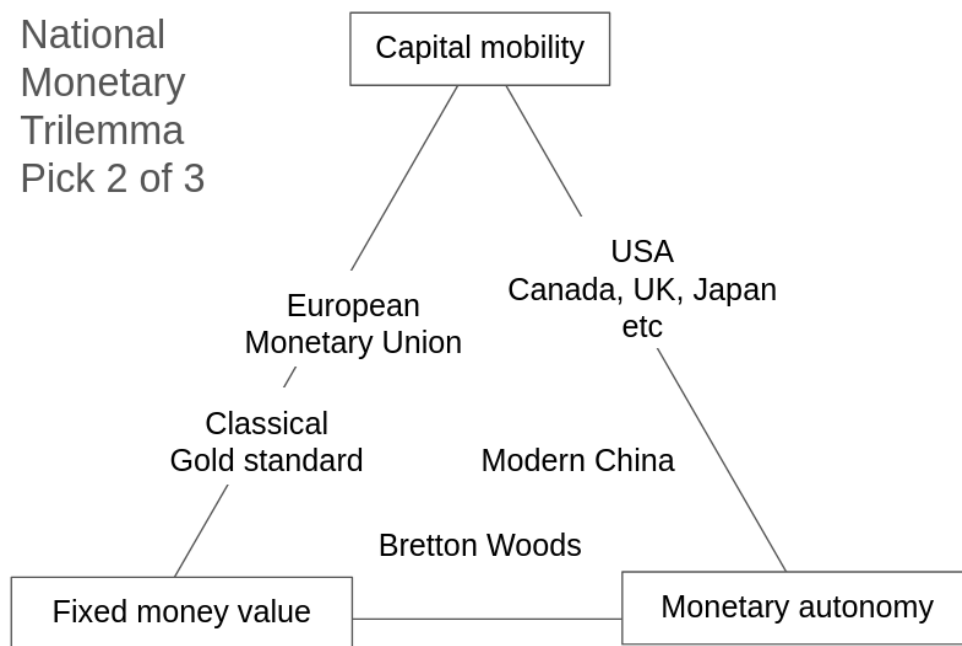 National
Monetary
Trilemma
Pick 2 of 3
Capital mobility
USA
Canada, UK, Japan
etc
European
Monetary Union
Classical
Gold standard
Modern China
Bretton Woods
Fixed money value
Monetary autonomy